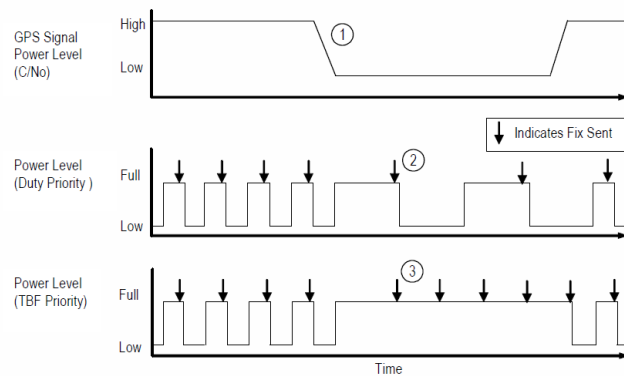 GPS Signal
Power Level
(C/No)
High
Low
1
Indicates Fix Sent
Power Level
(Duty Priority )
Full
Low
2
Power Level
(TBF Priority)
Full
Low
3
Time